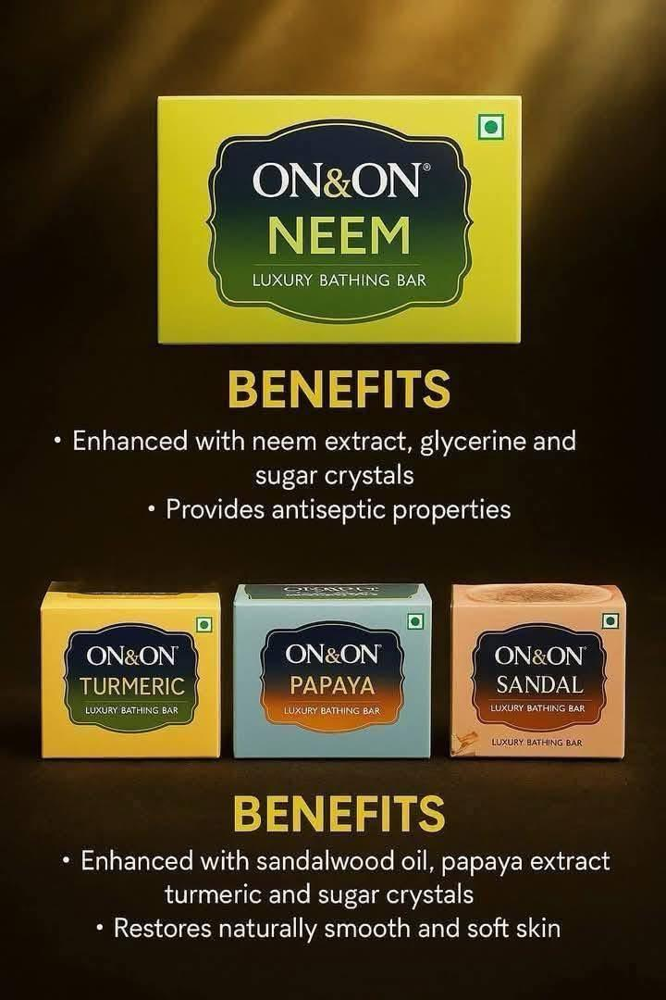 ON&ON®
NEEM
LUXURY BATHING BAR
BENEFITS
• Enhanced with neem extract, glycerine and
sugar crystals
• Provides antiseptic properties
ON&ON
TURMERIC
LUXURY BATHING BAR
ON&ON
PAPAYA
LUXURY BATHING BAR
ON&ON
SANDAL
LUXURY BATHING BAR
LUXURY BATHING BAR
BENEFITS
• Enhanced with sandalwood oil, papaya extract
turmeric and sugar crystals
• Restores naturally smooth and soft skin